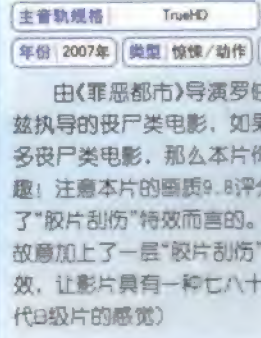 主音轨规格 TrueHD
年份 2007年 类型 惊悚/动作
由《罪恶都市》导演罗
兹执导的丧尸类电影，如果
多丧尸类电影，那么本片
趣！注意本片的画质9.8评
了“胶片刮伤”特效而言的。
故意加上了一层“胶片刮伤”
效，让影片具有一种七八十
代B级片的感觉）